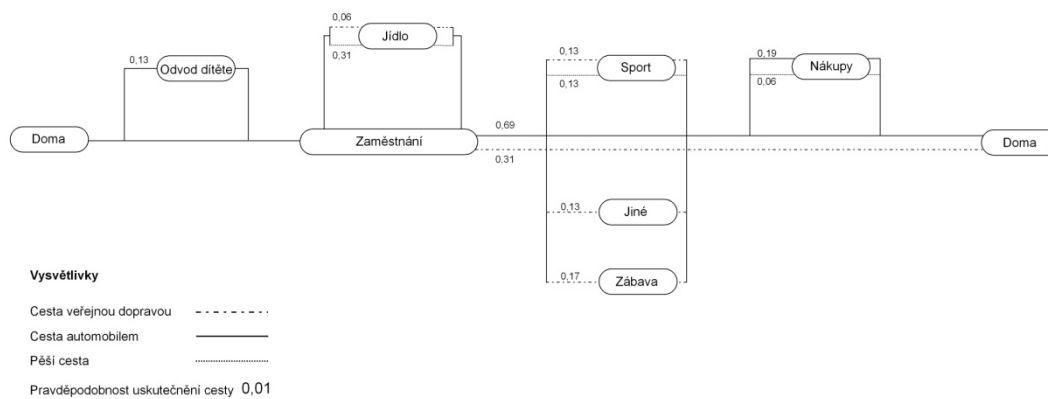 0,06
Jídlo
0,31
0,13
Odvod dítěte
0,13
Sport
0,13
0,19
Nákupy
0,06
Doma
Zaměstnání
0,69
0,31
Doma
0,13
Jiné
0,17
Zábava
Vysvětlivky
Cesta veřejnou dopravou
Cesta automobilem
Pěší cesta
Pravděpodobnost uskutečnění cesty 0,01